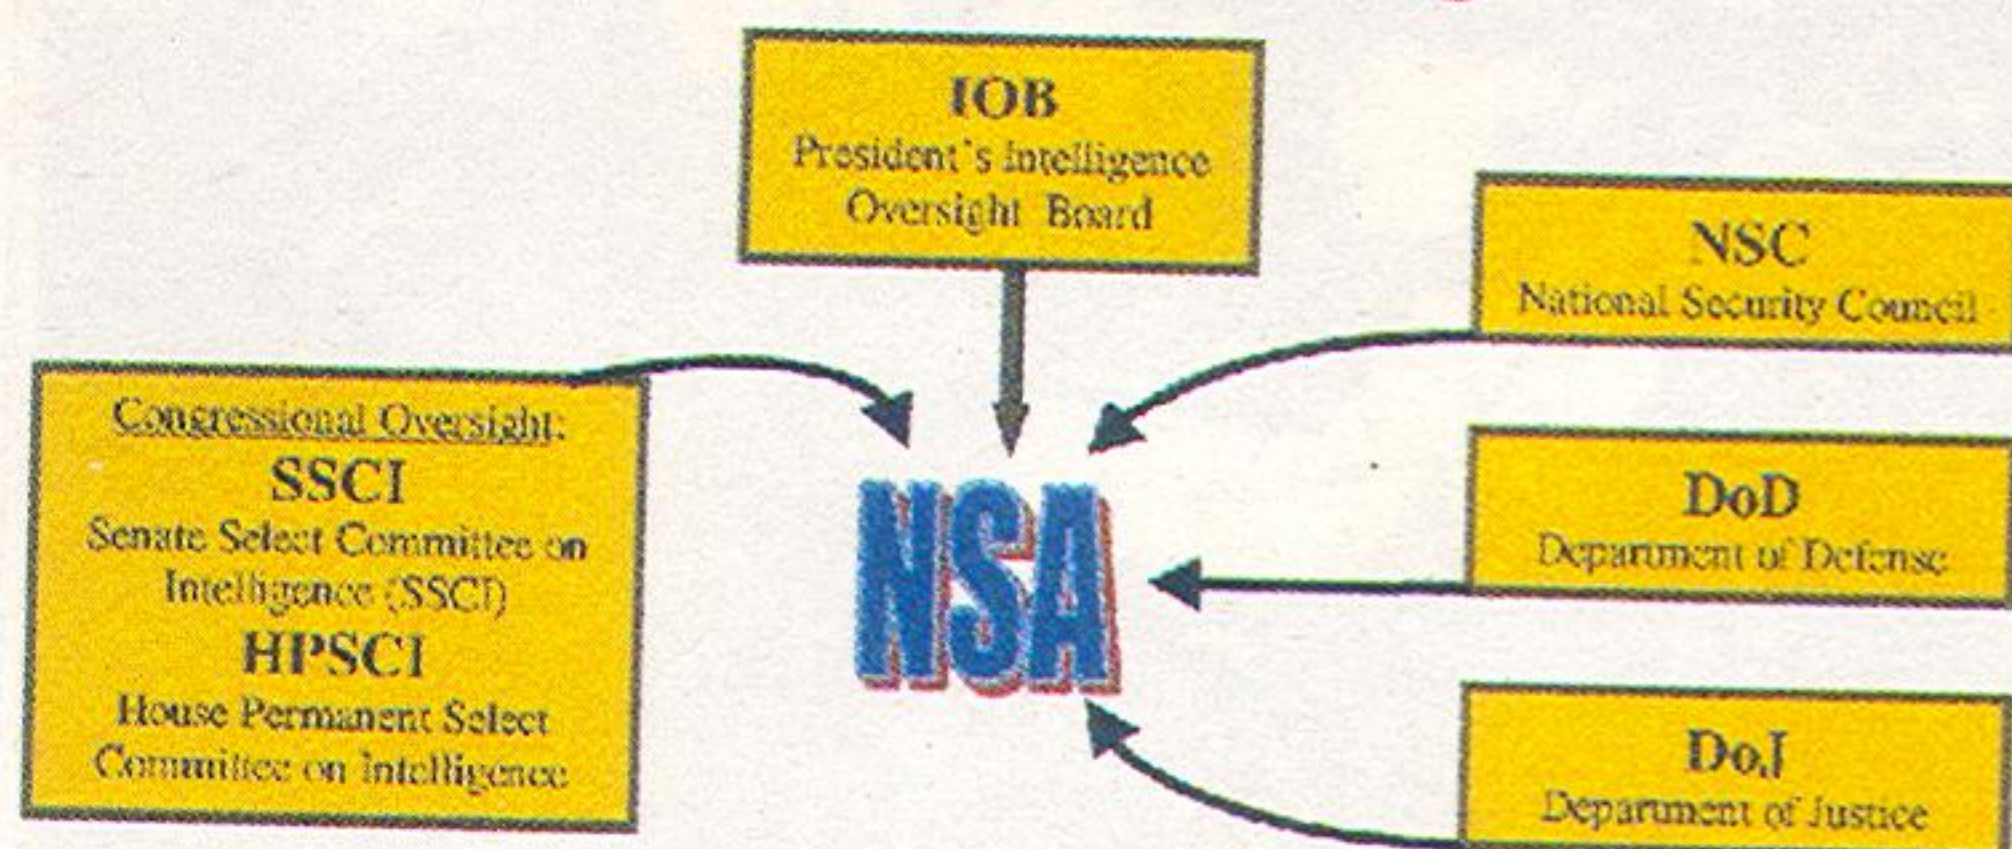 IOB
President's Intelligence
Oversight Board
NSC
National Security Council
Congressional Oversight:
SSCI
Senate Select Committee on
Intelligence (SSCI)
HPSCI
House Permanent Select
Committee on Intelligence
NSA
DoD
Department of Defense
DoJ
Department of Justice